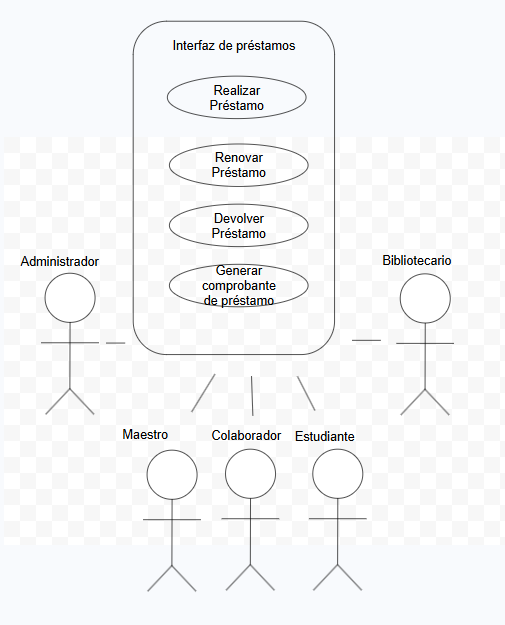 Interfaz de préstamos
Realizar
Préstamo
Renovar
Préstamo
Devolver
Préstamo
Generar
comprobante
de préstamo
Administrador
Bibliotecario
Maestro
Colaborador
Estudiante